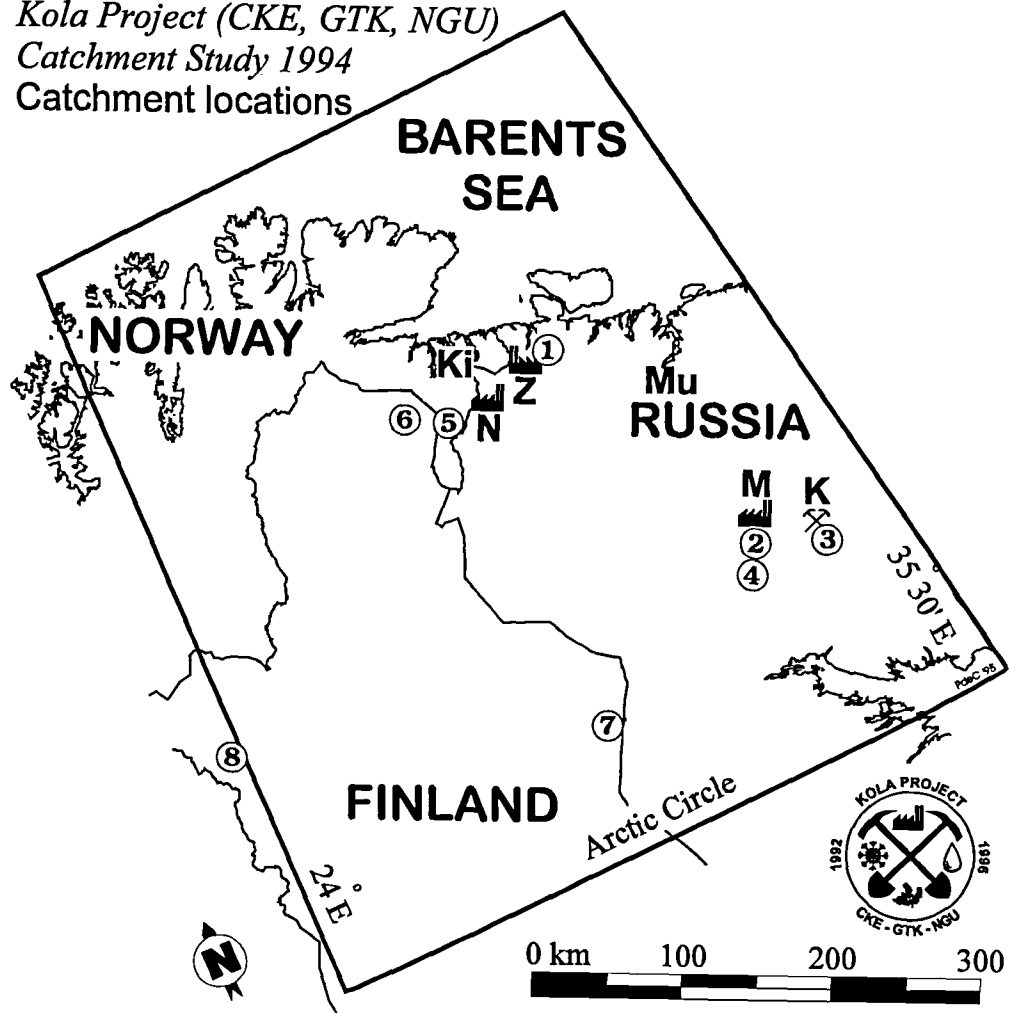 Kola Project (CKE, GTK, NGU)
Catchment Study 1994
Catchment locations
BARENTS
SEA
NORWAY
Ki
1
Z
Mu
RUSSIA
6
5
N
M
K
2
3
4
35° 30' E
PdeC '95
7
8
FINLAND
Arctic Circle
24° E
KOLA PROJECT
1992
1996
CKE - GTK - NGU
N
0 km 100 200 300